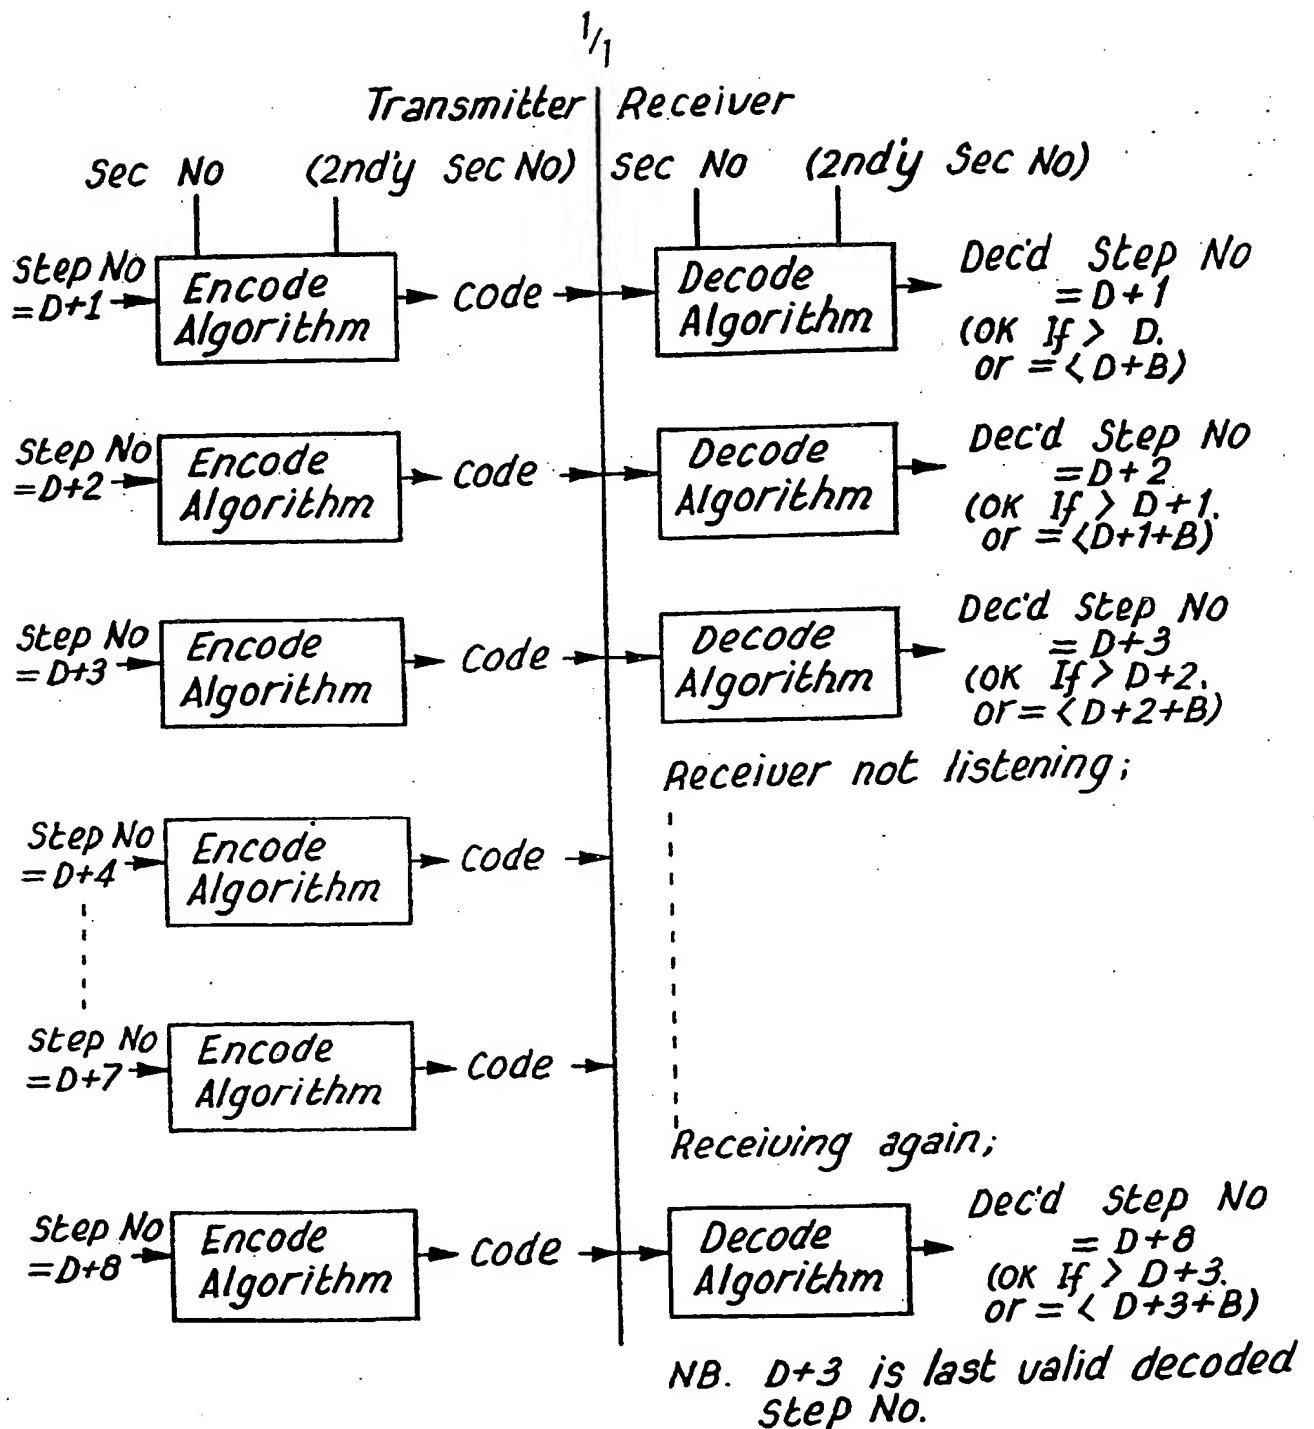 1/1
Transmitter Receiver
Sec No (2nd'y Sec No) Sec No (2nd'y Sec No)
Step No
=D+1
Encode
Algorithm
Code
Decode
Algorithm
Dec'd Step No
=D+1
(OK If > D.
or =< D+B)
Step No
=D+2
Encode
Algorithm
Code
Decode
Algorithm
Dec'd Step No
=D+2
(OK If > D+1.
or =<D+1+B)
Step No
=D+3
Encode
Algorithm
Code
Decode
Algorithm
Dec'd Step No
= D+3
(OK If > D+2.
or =< D+2+B)
Receiver not listening;
Step No
=D+4
Encode
Algorithm
Code
Step No
=D+7
Encode
Algorithm
Code
Receiving again;
Step No
=D+8
Encode
Algorithm
Code
Decode
Algorithm
Dec'd Step No
= D+8
(OK If > D+3.
or =< D+3+B)
NB. D+3 is last valid decoded
Step No.